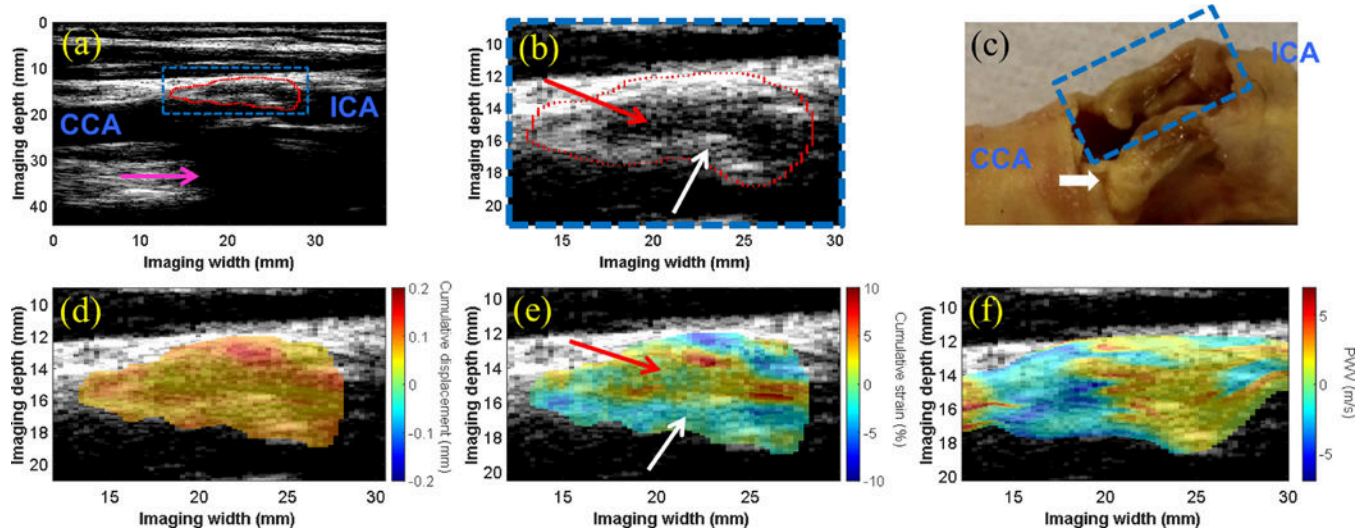 (a)
CCA
ICA
0
10
20
30
40
0
10
20
30
Imaging depth (mm)
Imaging width (mm)
(b)
10
12
14
16
18
20
15
20
25
30
Imaging depth (mm)
Imaging width (mm)
(c)
CCA
ICA
(d)
10
12
14
16
18
20
15
20
25
30
Imaging depth (mm)
Imaging width (mm)
0.2
0.1
0
-0.1
-0.2
Cumulative displacement (mm)
(e)
10
12
14
16
18
20
15
20
25
30
Imaging depth (mm)
Imaging width (mm)
10
5
0
-5
-10
Cumulative strain (%)
(f)
10
12
14
16
18
20
15
20
25
30
Imaging depth (mm)
Imaging width (mm)
5
0
-5
PWV (m/s)